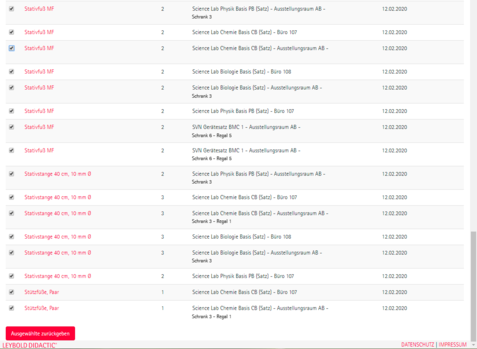 Stativfuß MF 2 Science Lab Physik Basis PB (Satz) - Ausstellungsraum AB - 12.02.2020
Schrank 3
Stativfuß MF 2 Science Lab Chemie Basis CB (Satz) - Büro 107 12.02.2020
Stativfuß MF 2 Science Lab Chemie Basis CB (Satz) - Ausstellungsraum AB - 12.02.2020
Stativfuß MF 2 Science Lab Biologie Basis (Satz) - Büro 108 12.02.2020
Stativfuß MF 2 Science Lab Biologie Basis (Satz) - Ausstellungsraum AB - 12.02.2020
Schrank 3
Stativfuß MF 2 Science Lab Physik Basis PB (Satz) - Büro 107 12.02.2020
Stativfuß MF 2 SVN Gerätesatz BMC 1 - Ausstellungsraum AB - 12.02.2020
Schrank 6 - Regal 5
Stativfuß MF 2 SVN Gerätesatz BMC 1 - Ausstellungsraum AB - 12.02.2020
Schrank 6 - Regal 5
Stativstange 40 cm, 10 mm Ø 2 Science Lab Physik Basis PB (Satz) - Ausstellungsraum AB - 12.02.2020
Schrank 3
Stativstange 40 cm, 10 mm Ø 3 Science Lab Chemie Basis CB (Satz) - Büro 107 12.02.2020
Stativstange 40 cm, 10 mm Ø 3 Science Lab Chemie Basis CB (Satz) - Ausstellungsraum AB - 12.02.2020
Schrank 3 - Regal 1
Stativstange 40 cm, 10 mm Ø 3 Science Lab Biologie Basis (Satz) - Büro 108 12.02.2020
Stativstange 40 cm, 10 mm Ø 3 Science Lab Biologie Basis (Satz) - Ausstellungsraum AB - 12.02.2020
Schrank 3
Stativstange 40 cm, 10 mm Ø 2 Science Lab Physik Basis PB (Satz) - Büro 107 12.02.2020
Stützfüße, Paar 1 Science Lab Chemie Basis CB (Satz) - Büro 107 12.02.2020
Stützfüße, Paar 1 Science Lab Chemie Basis CB (Satz) - Ausstellungsraum AB - 12.02.2020
Schrank 3 - Regal 1
Ausgewählte zurückgeben
LEYBOLD DIDACTIC DATENSCHUTZ | IMPRESSUM